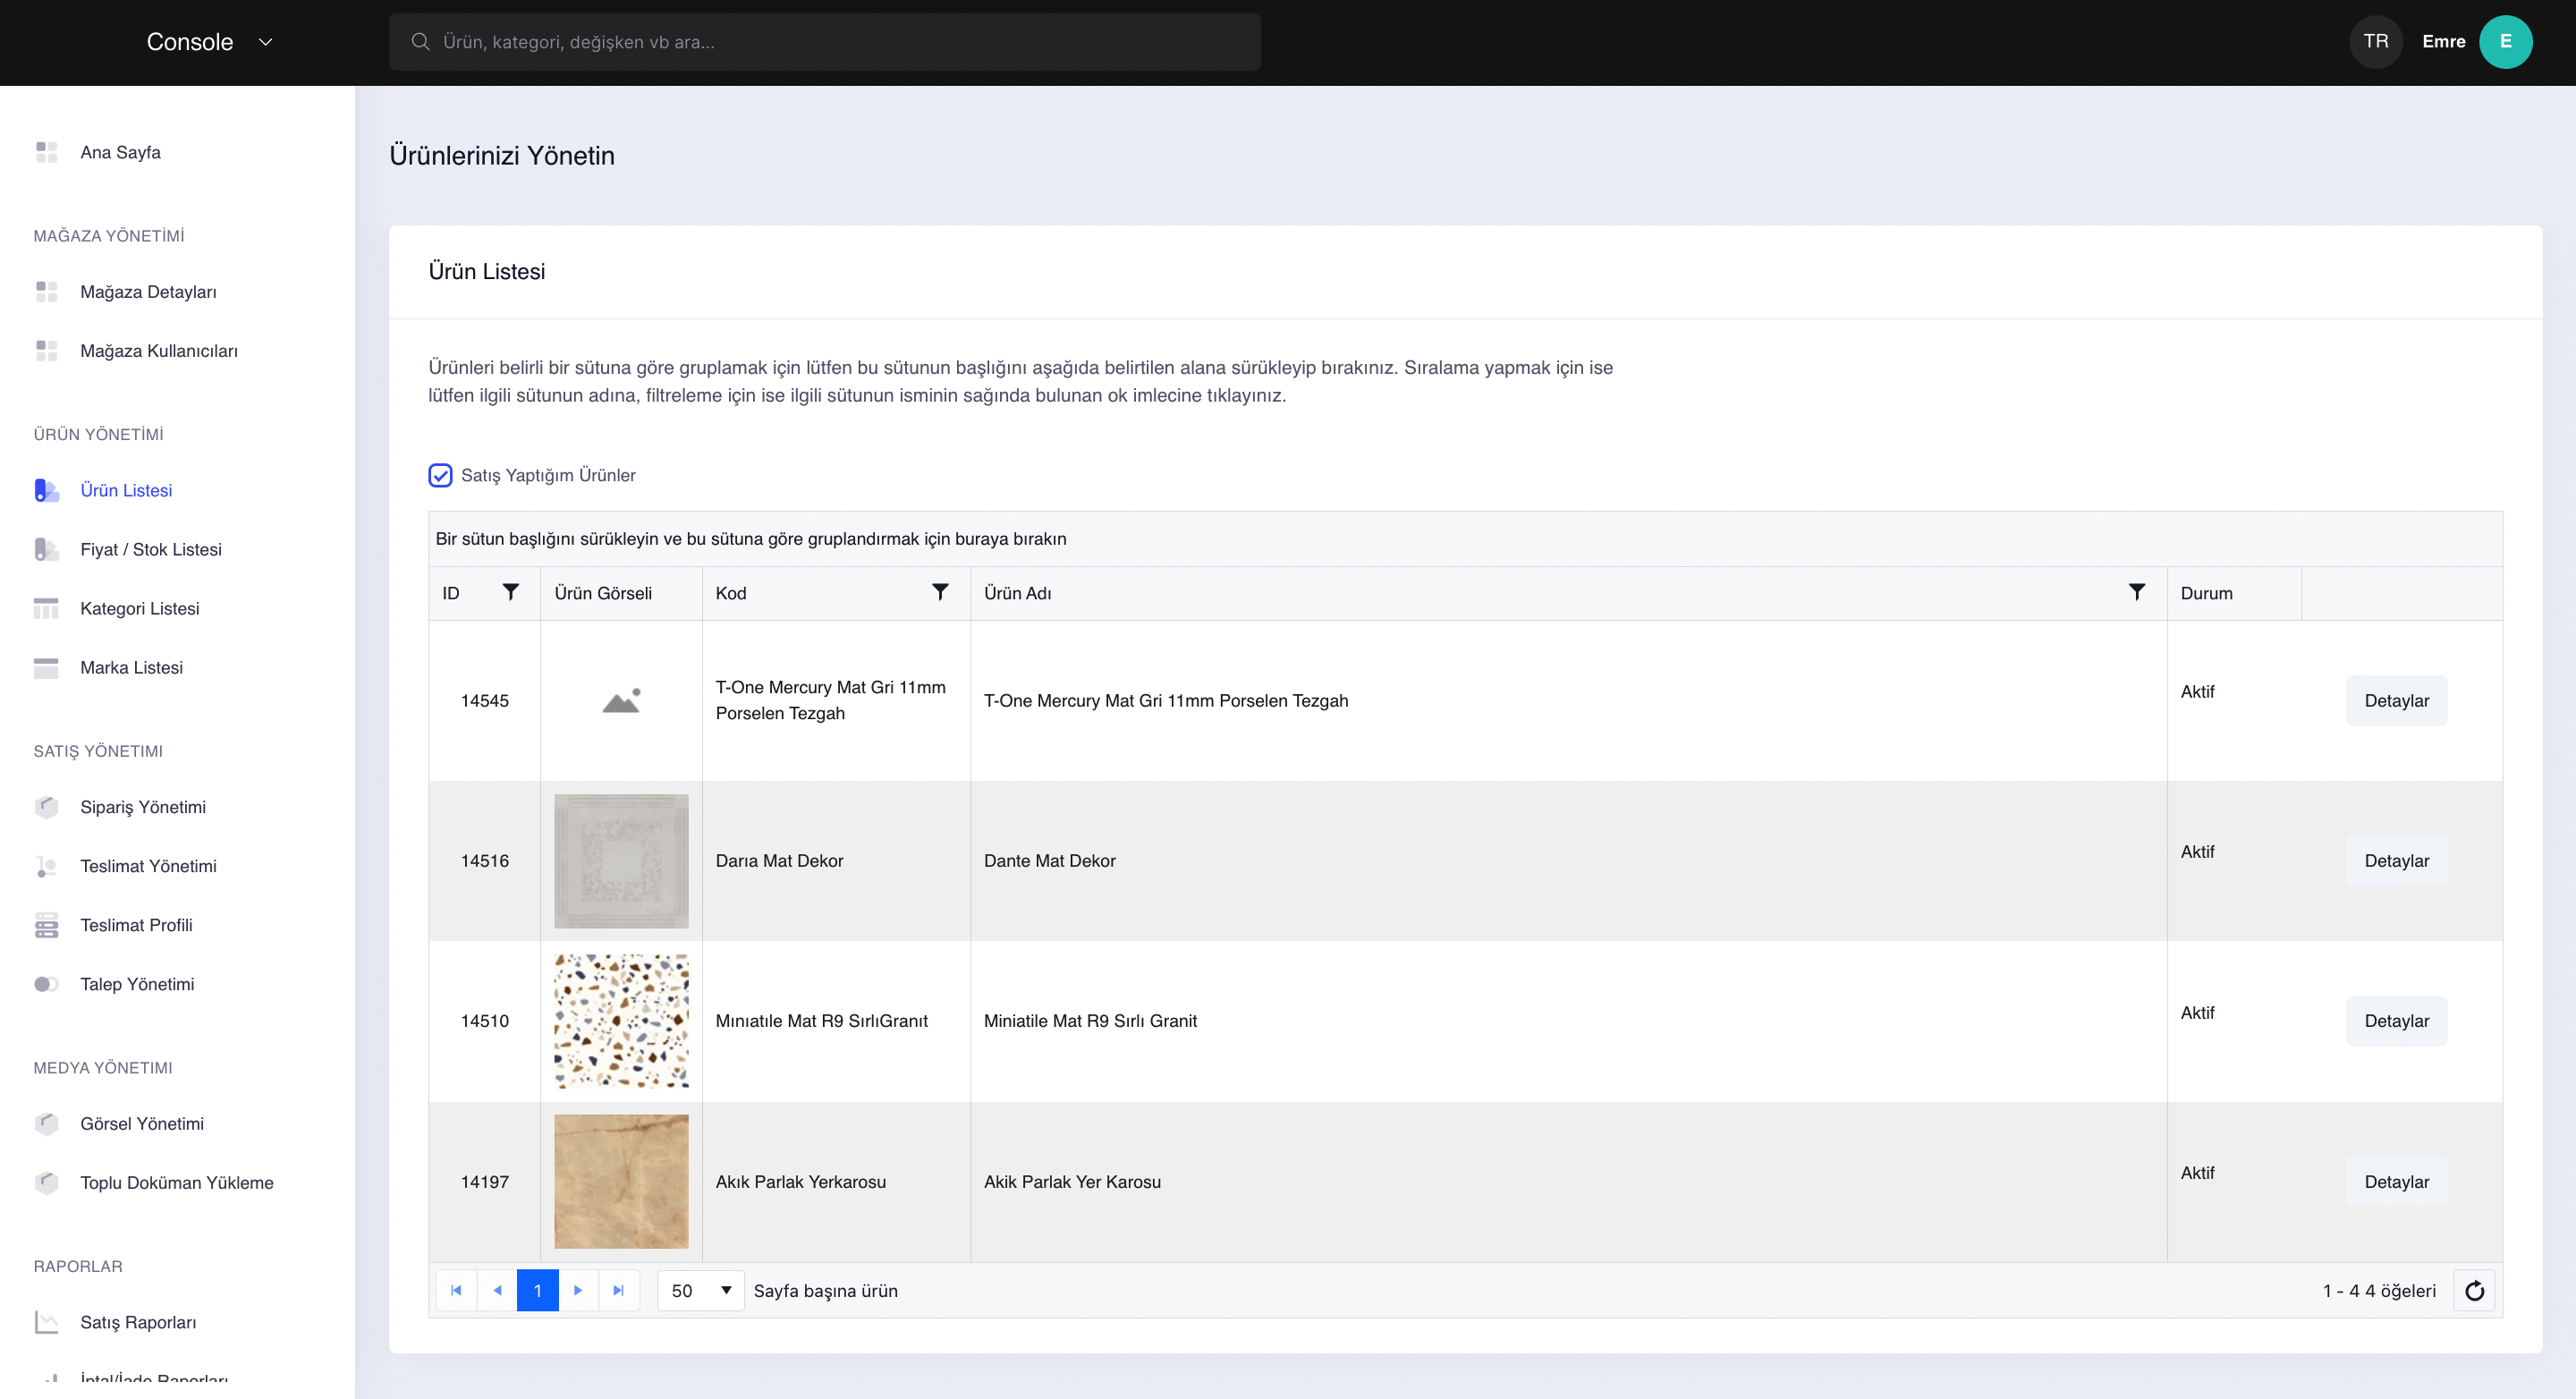 Console
Ürün, kategori, değişken vb ara...
TR
Emre
E
Ana Sayfa
MAĞAZA YÖNETİMİ
Mağaza Detayları
Mağaza Kullanıcıları
ÜRÜN YÖNETİMİ
Ürün Listesi
Fiyat / Stok Listesi
Kategori Listesi
Marka Listesi
SATIŞ YÖNETIMI
Sipariş Yönetimi
Teslimat Yönetimi
Teslimat Profili
Talep Yönetimi
MEDYA YÖNETIMI
Görsel Yönetimi
Toplu Doküman Yükleme
RAPORLAR
Satış Raporları
İptal/İade Raporları
Ürünlerinizi Yönetin
Ürün Listesi
Ürünleri belirli bir sütuna göre gruplamak için lütfen bu sütunun başlığını aşağıda belirtilen alana sürükleyip bırakınız. Sıralama yapmak için ise
lütfen ilgili sütunun adına, filtreleme için ise ilgili sütunun isminin sağında bulunan ok imlecine tıklayınız.
Satış Yaptığım Ürünler
Bir sütun başlığını sürükleyin ve bu sütuna göre gruplandırmak için buraya bırakın
ID Ürün Görseli Kod Ürün Adı Durum
14545 T-One Mercury Mat Gri 11mm
Porselen Tezgah T-One Mercury Mat Gri 11mm Porselen Tezgah Aktif Detaylar
14516 Darıa Mat Dekor Dante Mat Dekor Aktif Detaylar
14510 Mınıatıle Mat R9 SırlıGranıt Miniatile Mat R9 Sırlı Granit Aktif Detaylar
14197 Akık Parlak Yerkarosu Akik Parlak Yer Karosu Aktif Detaylar
1 50 Sayfa başına ürün 1 - 4 4 öğeleri